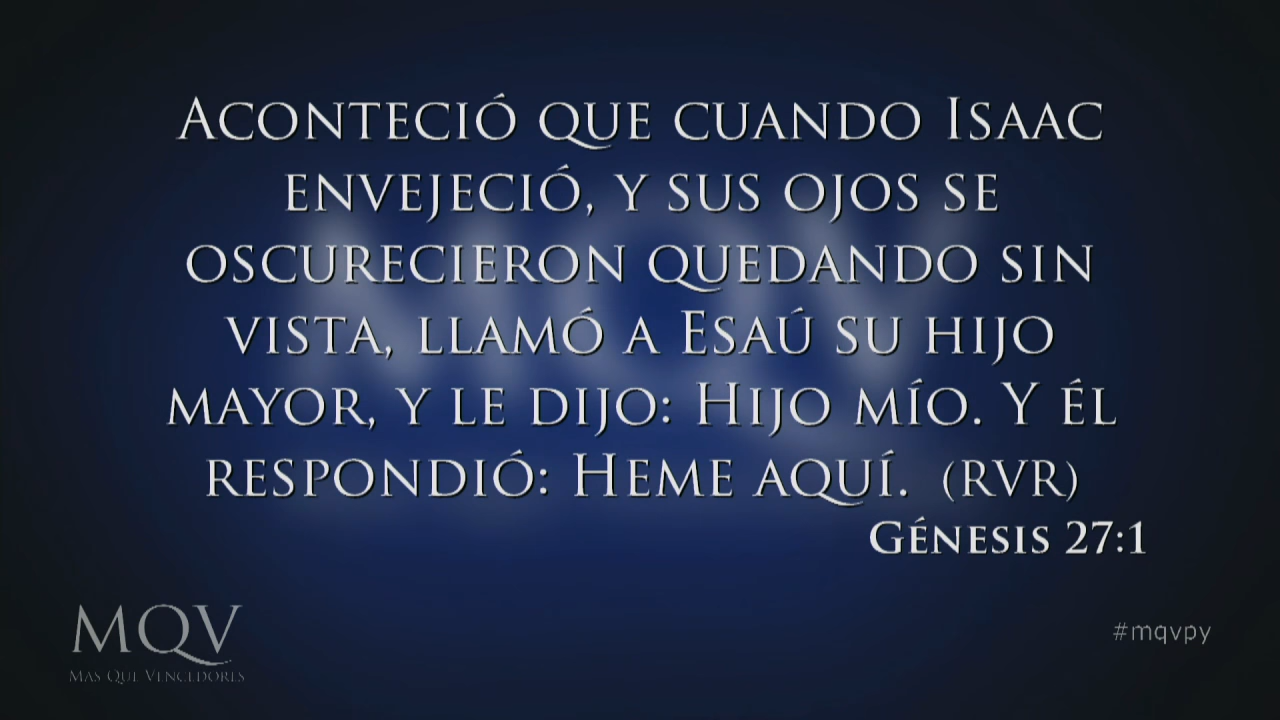 Aconteció que cuando Isaac
envejeció, y sus ojos se
oscurecieron quedando sin
vista, llamó a Esaú su hijo
mayor, y le dijo: Hijo mío. Y él
respondió: Heme aquí. (RVR)
Génesis 27:1
MQV
Mas Que Vencedores
#mqvpy